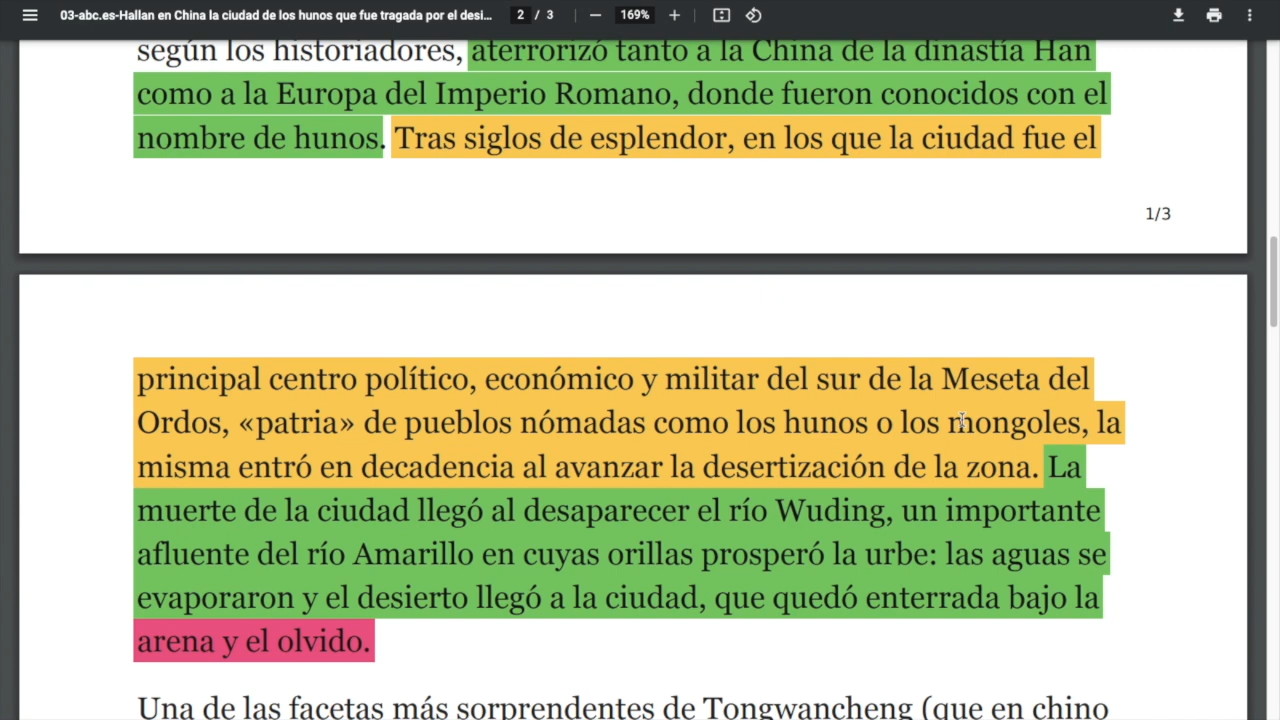 03-abc.es-Hallan en China la ciudad de los hunos que fue tragada por el desi...
2 / 3
169%
según los historiadores, aterrorizó tanto a la China de la dinastía Han
como a la Europa del Imperio Romano, donde fueron conocidos con el
nombre de hunos. Tras siglos de esplendor, en los que la ciudad fue el
1/3
principal centro político, económico y militar del sur de la Meseta del
Ordos, «patria» de pueblos nómadas como los hunos o los mongoles, la
misma entró en decadencia al avanzar la desertización de la zona. La
muerte de la ciudad llegó al desaparecer el río Wuding, un importante
afluente del río Amarillo en cuyas orillas prosperó la urbe: las aguas se
evaporaron y el desierto llegó a la ciudad, que quedó enterrada bajo la
arena y el olvido.
Una de las facetas más sorprendentes de Tongwancheng (que en chino